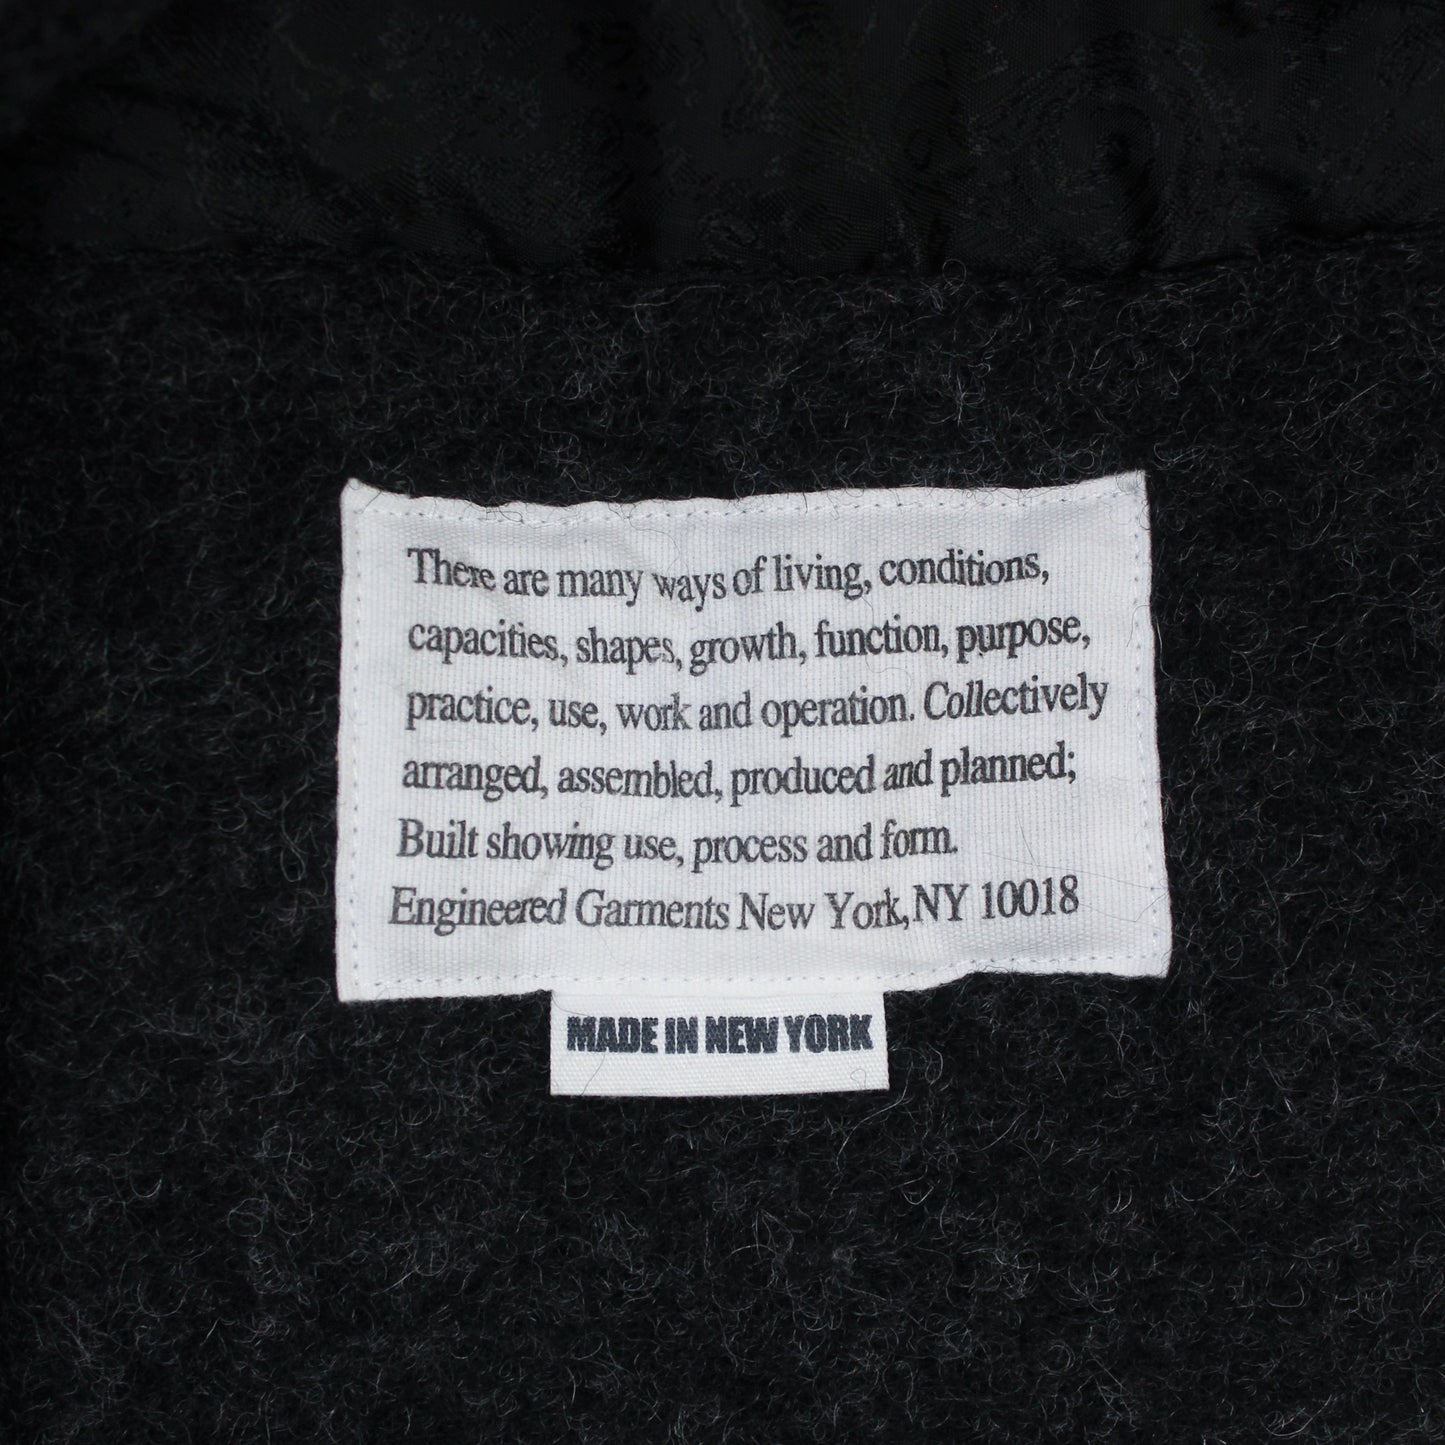 There are many ways of living, conditions,
capacities, shapes, growth, function, purpose,
practice, use, work and operation. Collectively
arranged, assembled, produced and planned;
Built showing use, process and form.
Engineered Garments New York, NY 10018
MADE IN NEW YORK